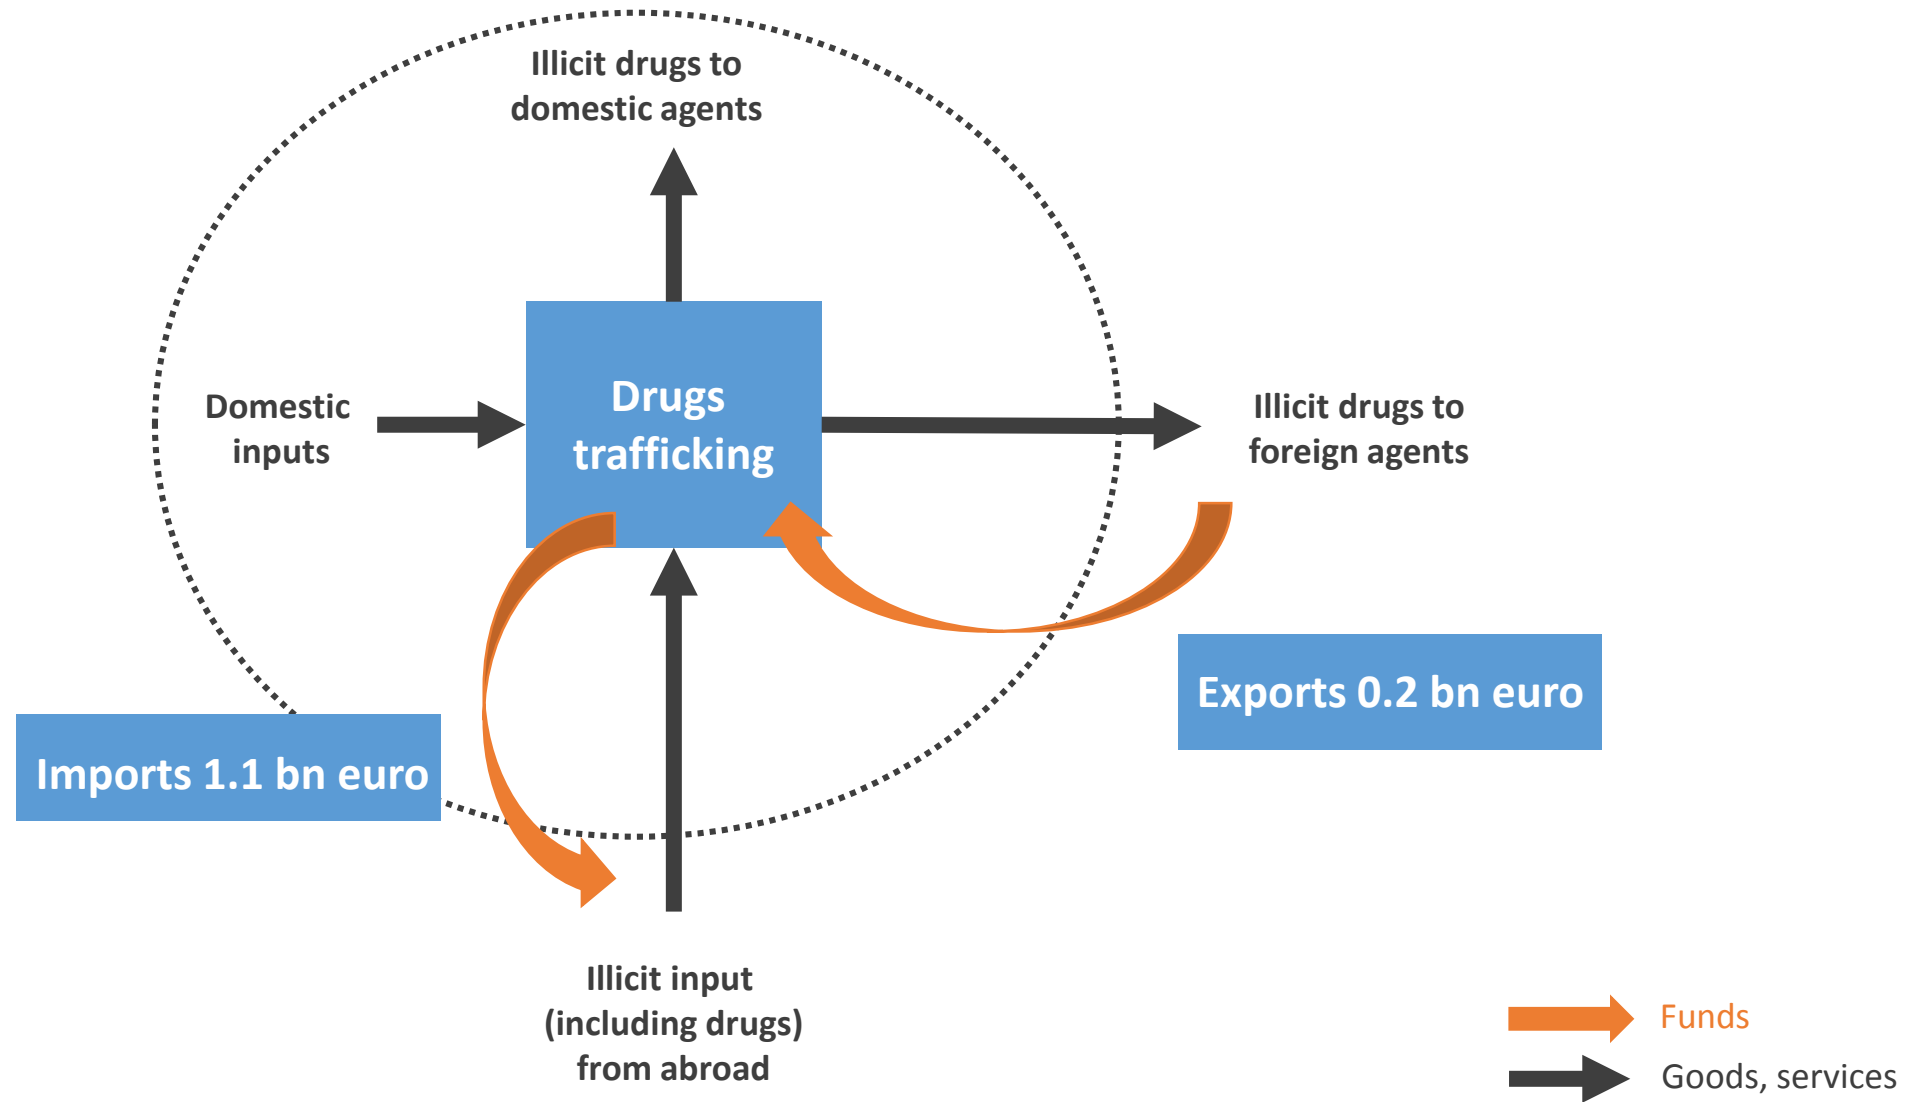 Illicit drugs to
domestic agents
Domestic
inputs
Drugs
trafficking
Illicit drugs to
foreign agents
Exports 0.2 bn euro
Imports 1.1 bn euro
Illicit input
(including drugs)
from abroad
Funds
Goods, services